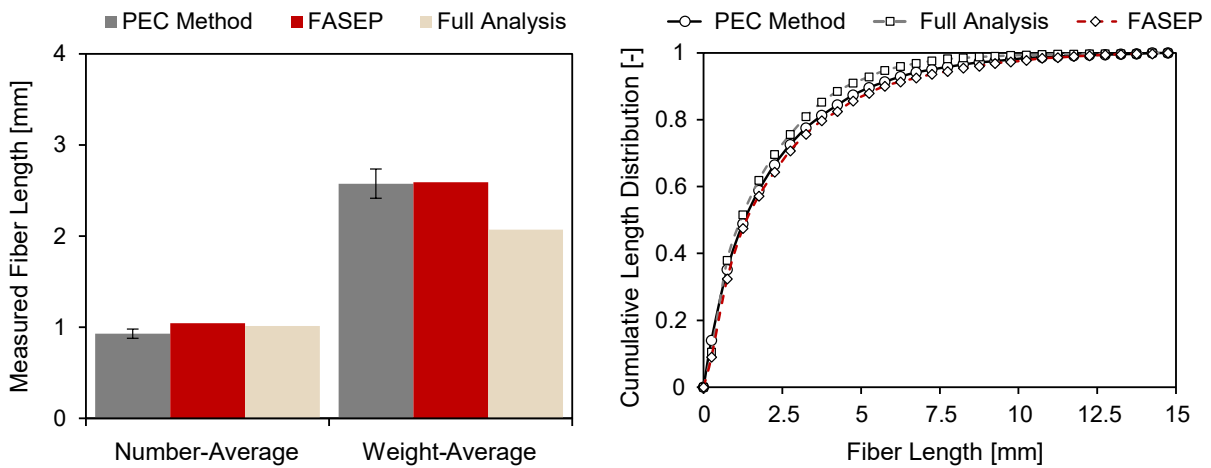 PEC Method FASEP Full Analysis
Measured Fiber Length [mm]
4
3
2
1
0
Number-Average Weight-Average
PEC Method Full Analysis FASEP
Cumulative Length Distribution [-]
1
0.8
0.6
0.4
0.2
0
0 2.5 5 7.5 10 12.5 15
Fiber Length [mm]